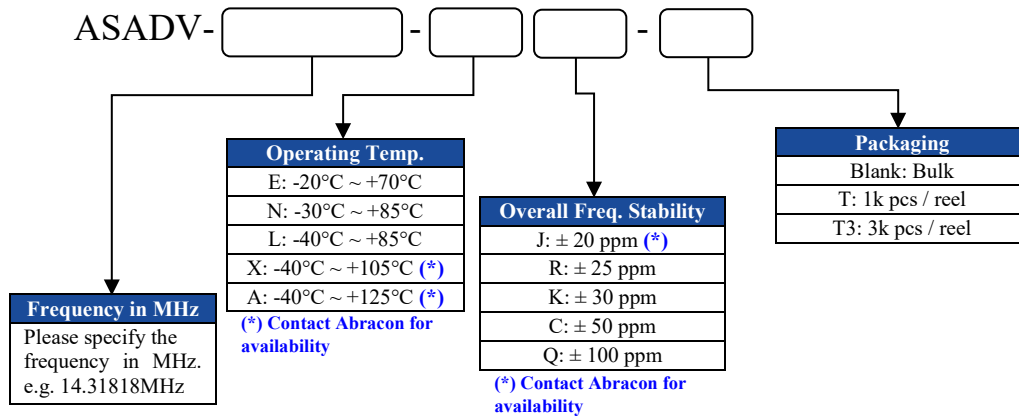 ASADV- - -
Operating Temp.
E: -20°C ~ +70°C
N: -30°C ~ +85°C
L: -40°C ~ +85°C
X: -40°C ~ +105°C (*)
A: -40°C ~ +125°C (*)
(*) Contact Abracon for
availability
Frequency in MHz
Please specify the
frequency in MHz.
e.g. 14.31818MHz
Overall Freq. Stability
J: ± 20 ppm (*)
R: ± 25 ppm
K: ± 30 ppm
C: ± 50 ppm
Q: ± 100 ppm
(*) Contact Abracon for
availability
Packaging
Blank: Bulk
T: 1k pcs / reel
T3: 3k pcs / reel